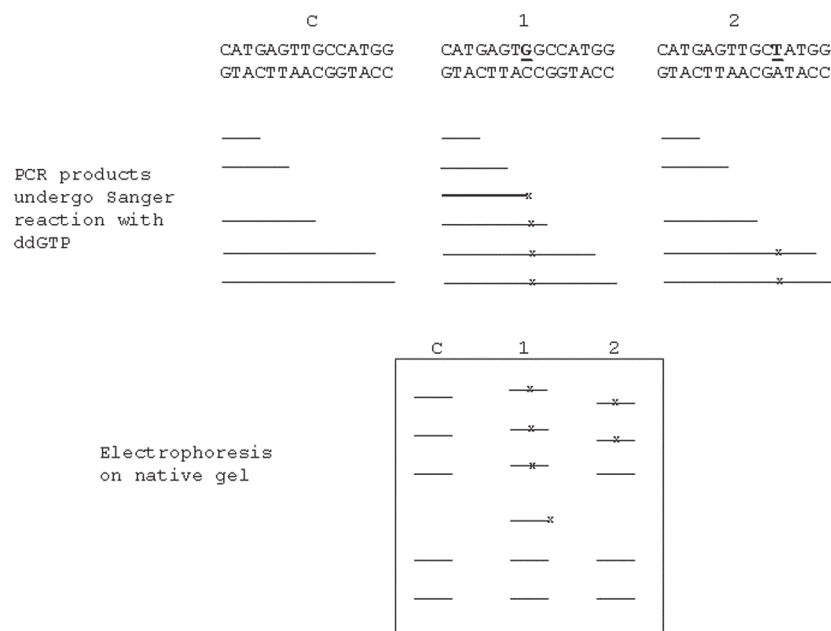 C 1 2
CATGAGTTGCCATGG CATGAGTGGCCATGG CATGAGTTGCTATGG
GTACTTAACGGTACC GTACTTACCGGTACC GTACTTAACGATACC
PCR products
undergo Sanger
reaction with
ddGTP
x
x
x
x
x
x
C 1 2
x
x
x
x
x
x
Electrophoresis
on native gel